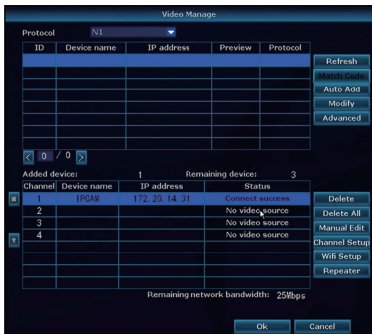 Video Manage
Protocol N1
ID Device name IP address Preview Protocol
Refresh
Match Code
Auto Add
Modify
Advanced
< 0 / 0 >
Added device: 1 Remaining device: 3
Channel Device name IP address Status
1 IPCAM 172.20.14.31 Connect success Delete
2 No video source Delete All
3 No video source Manual Edit
4 No video source Channel Setup
Wifi Setup
Repeater
Remaining network bandwidth: 25Mbps
Ok Cancel